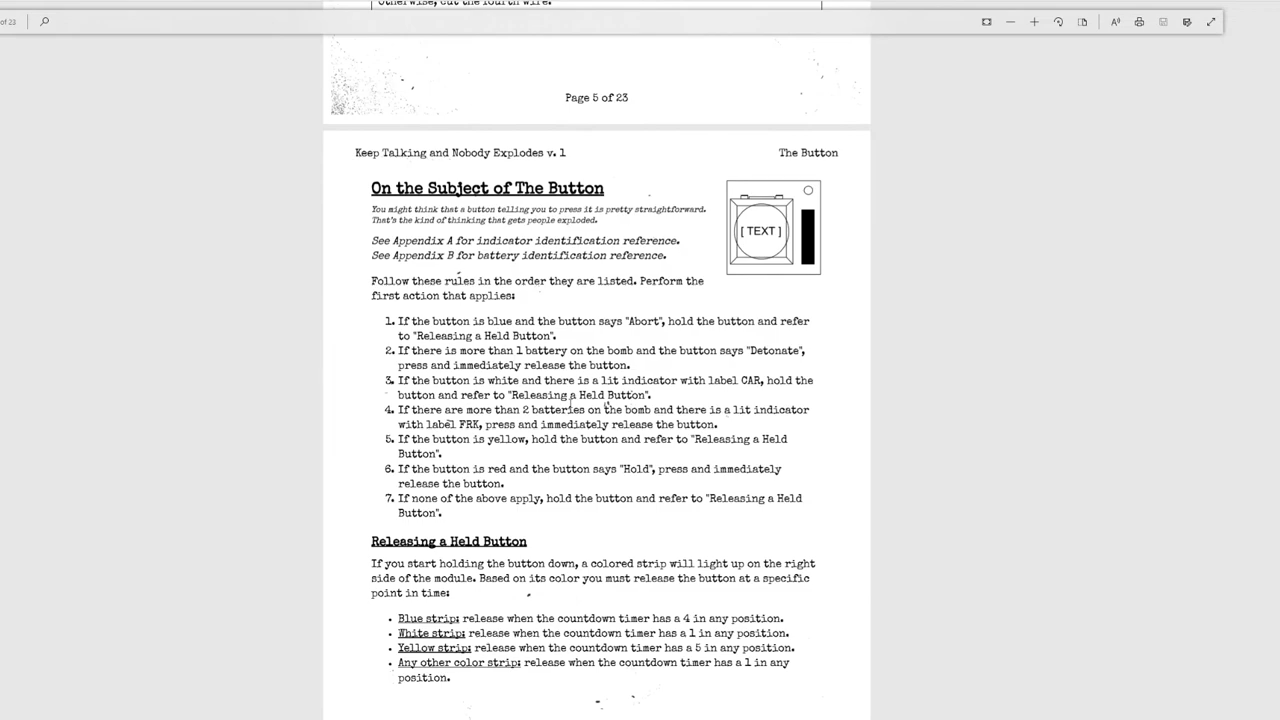 Otherwise, cut the fourth wire.
of 23
Page 5 of 23
Keep Talking and Nobody Explodes v. 1
The Button
On the Subject of The Button
You might think that a button telling you to press it is pretty straightforward.
That's the kind of thinking that gets people exploded.
See Appendix A for indicator identification reference.
See Appendix B for battery identification reference.
[ TEXT ]
Follow these rules in the order they are listed. Perform the
first action that applies:
1. If the button is blue and the button says "Abort", hold the button and refer
to "Releasing a Held Button".
2. If there is more than 1 battery on the bomb and the button says "Detonate",
press and immediately release the button.
3. If the button is white and there is a lit indicator with label CAR, hold the
button and refer to "Releasing a Held Button".
4. If there are more than 2 batteries on the bomb and there is a lit indicator
with label FRK, press and immediately release the button.
5. If the button is yellow, hold the button and refer to "Releasing a Held
Button".
6. If the button is red and the button says "Hold", press and immediately
release the button.
7. If none of the above apply, hold the button and refer to "Releasing a Held
Button".
Releasing a Held Button
If you start holding the button down, a colored strip will light up on the right
side of the module. Based on its color you must release the button at a specific
point in time:
• Blue strip: release when the countdown timer has a 4 in any position.
• White strip: release when the countdown timer has a 1 in any position.
• Yellow strip: release when the countdown timer has a 5 in any position.
• Any other color strip: release when the countdown timer has a 1 in any
position.